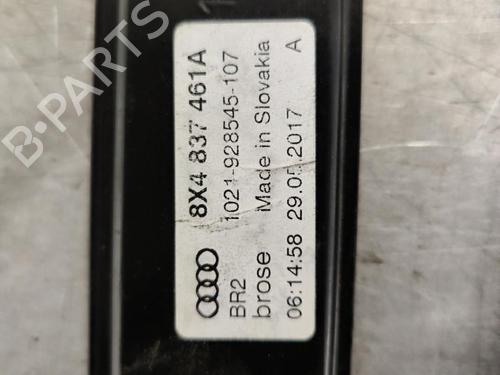 8X4 837 461A
1021-928545-107
BR2
brose Made in Slovakia
06:14:58 29.05.2017 A
B-PARTS